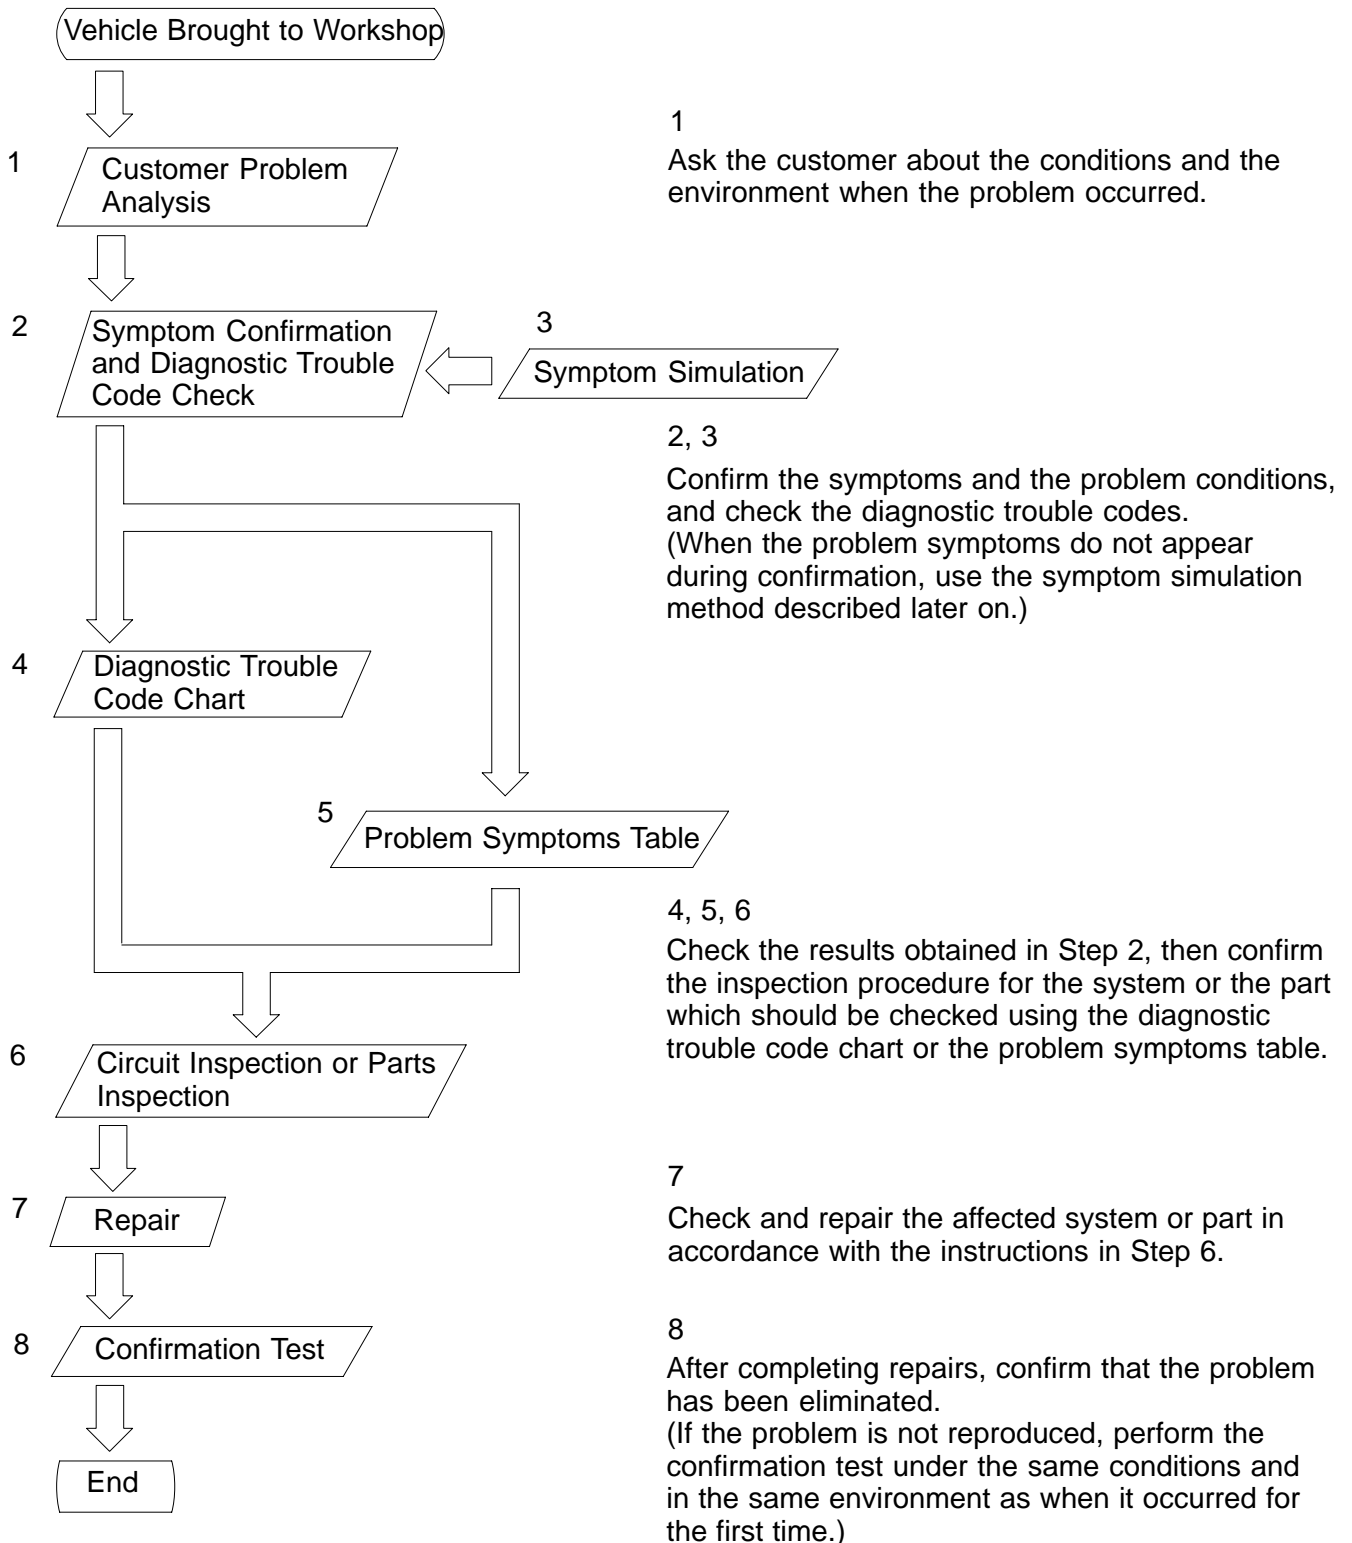 Vehicle Brought to Workshop
1
Customer Problem
Analysis
1
Ask the customer about the conditions and the
environment when the problem occurred.
2
Symptom Confirmation
and Diagnostic Trouble
Code Check
3
Symptom Simulation
2, 3
Confirm the symptoms and the problem conditions,
and check the diagnostic trouble codes.
(When the problem symptoms do not appear
during confirmation, use the symptom simulation
method described later on.)
4
Diagnostic Trouble
Code Chart
5
Problem Symptoms Table
4, 5, 6
Check the results obtained in Step 2, then confirm
the inspection procedure for the system or the part
which should be checked using the diagnostic
trouble code chart or the problem symptoms table.
6
Circuit Inspection or Parts
Inspection
7
Repair
7
Check and repair the affected system or part in
accordance with the instructions in Step 6.
8
Confirmation Test
8
After completing repairs, confirm that the problem
has been eliminated.
(If the problem is not reproduced, perform the
confirmation test under the same conditions and
in the same environment as when it occurred for
the first time.)
End